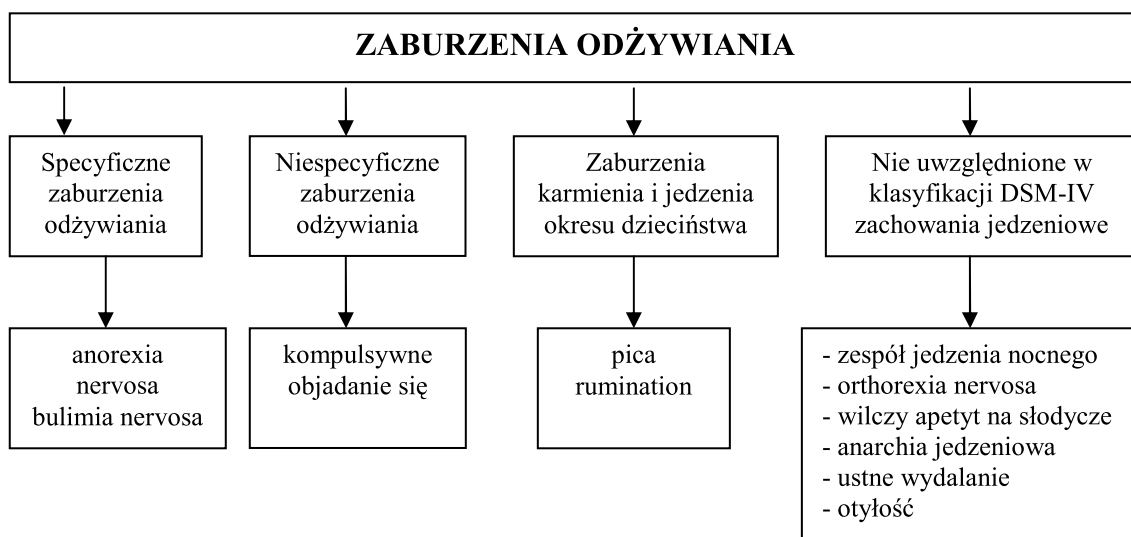 ZABURZENIA ODŻYWIANIA
Specyficzne
zaburzenia
odżywiania
Niespecyficzne
zaburzenia
odżywiania
Zaburzenia
karmienia i jedzenia
okresu dzieciństwa
Nie uwzględnione w
klasyfikacji DSM-IV
zachowania jedzeniowe
anorexia
nervosa
bulimia nervosa
kompulsywne
objadanie się
pica
rumination
- zespół jedzenia nocnego
- orthorexia nervosa
- wilczy apetyt na słodycze
- anarchia jedzeniowa
- ustne wydalanie
- otyłość